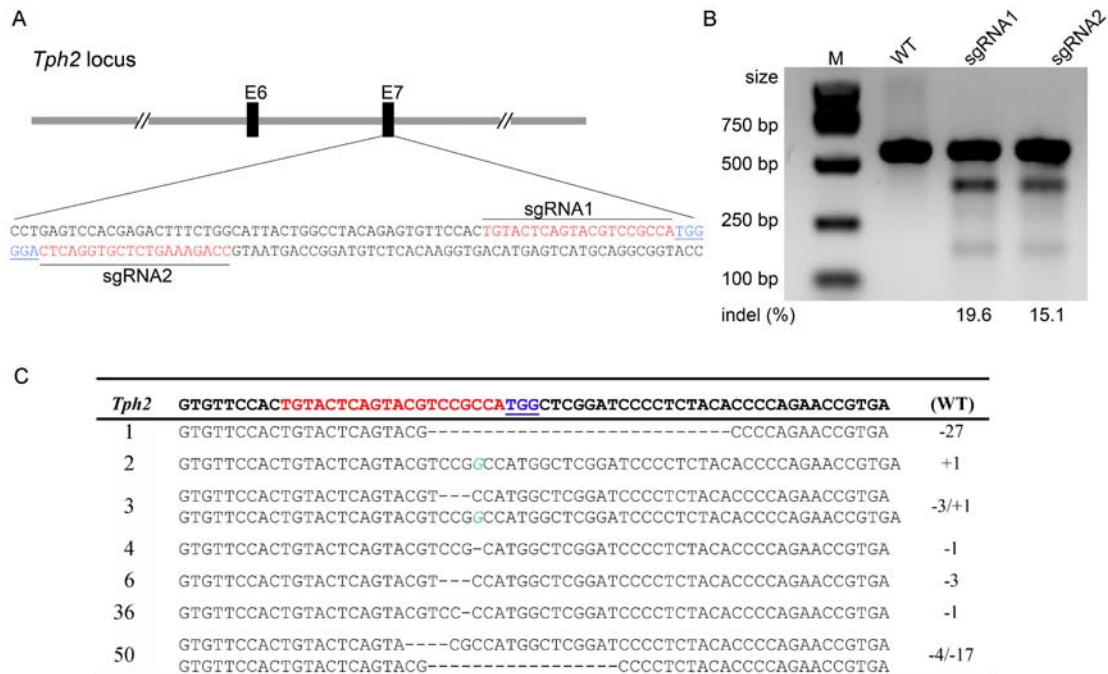 A
Tph2 locus
E6 E7
sgRNA1
CCTGAGTCCACGAGACTTTCTGGCATTACTGGCCTACAGAGTGTTCCACTGTACTCAGTACGTCCGCCATGG
GGACTCAGGTGCTCTGAAAGACCGTAATGACCGGATGTCTCACAAGGTGACATGAGTCATGCAGGCGGTACC
sgRNA2
B
size M WT sgRNA1 sgRNA2
750 bp
500 bp
250 bp
100 bp
indel (%) 19.6 15.1
C
Tph2 GTGTTCCACTGTACTCAGTACGTCCGCCATGGCTCGGATCCCCTCTACACCCCAGAACCGTGA (WT)
1 GTGTTCCACTGTACTCAGTACG---------------------------CCCCAGAACCGTGA -27
2 GTGTTCCACTGTACTCAGTACGTCCGGCCATGGCTCGGATCCCCTCTACACCCCAGAACCGTGA +1
GTGTTCCACTGTACTCAGTACGT---CCATGGCTCGGATCCCCTCTACACCCCAGAACCGTGA
3 -3/+1
GTGTTCCACTGTACTCAGTACGTCCGGCCATGGCTCGGATCCCCTCTACACCCCAGAACCGTGA
4 GTGTTCCACTGTACTCAGTACGTCCG-CATGGCTCGGATCCCCTCTACACCCCAGAACCGTGA -1
6 GTGTTCCACTGTACTCAGTACGT---CCATGGCTCGGATCCCCTCTACACCCCAGAACCGTGA -3
36 GTGTTCCACTGTACTCAGTACGTCC-CCATGGCTCGGATCCCCTCTACACCCCAGAACCGTGA -1
GTGTTCCACTGTACTCAGTA----CGCCATGGCTCGGATCCCCTCTACACCCCAGAACCGTGA
50 -4/-17
GTGTTCCACTGTACTCAGTACG-----------------CCCCTCTACACCCCAGAACCGTGA